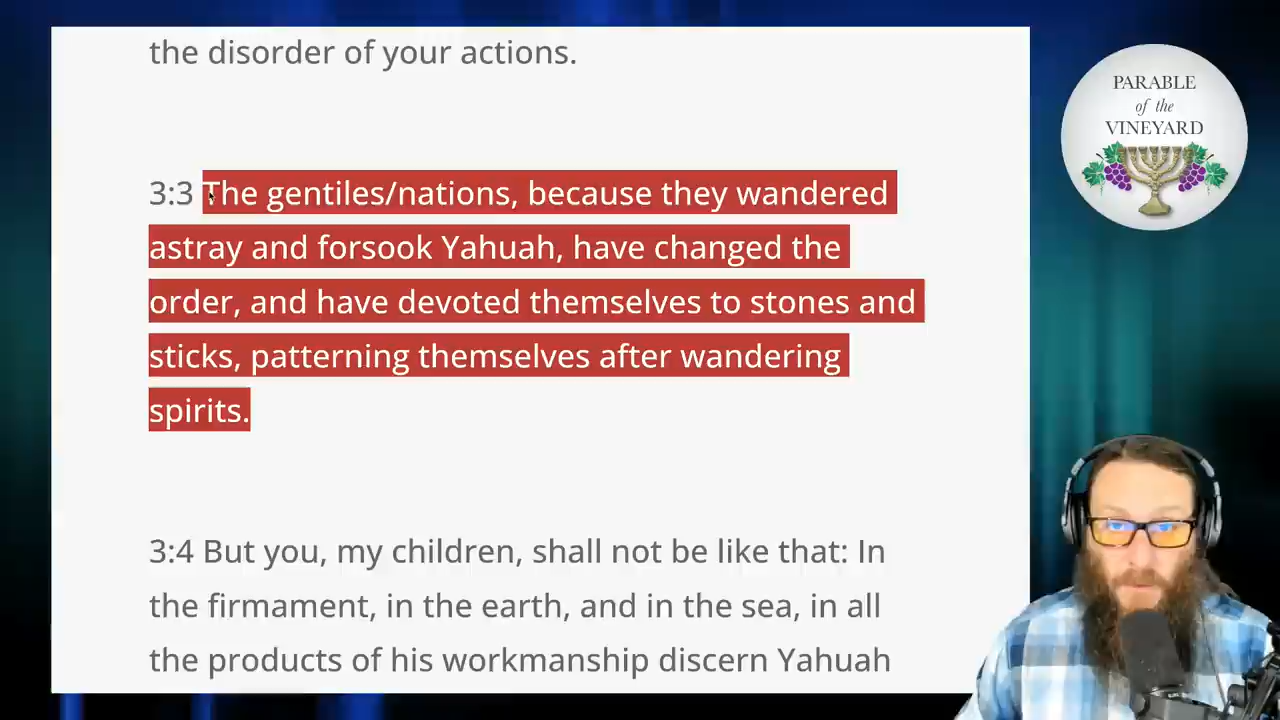 the disorder of your actions.
3:3 The gentiles/nations, because they wandered
astray and forsook Yahuah, have changed the
order, and have devoted themselves to stones and
sticks, patterning themselves after wandering
spirits.
3:4 But you, my children, shall not be like that: In
the firmament, in the earth, and in the sea, in all
the products of his workmanship discern Yahuah
PARABLE
of the
VINEYARD